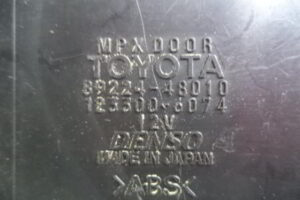 MPX DOOR
TOYOTA
89224-48010
123300-6074
12V
DENSO A
MADE IN JAPAN
>ABS<